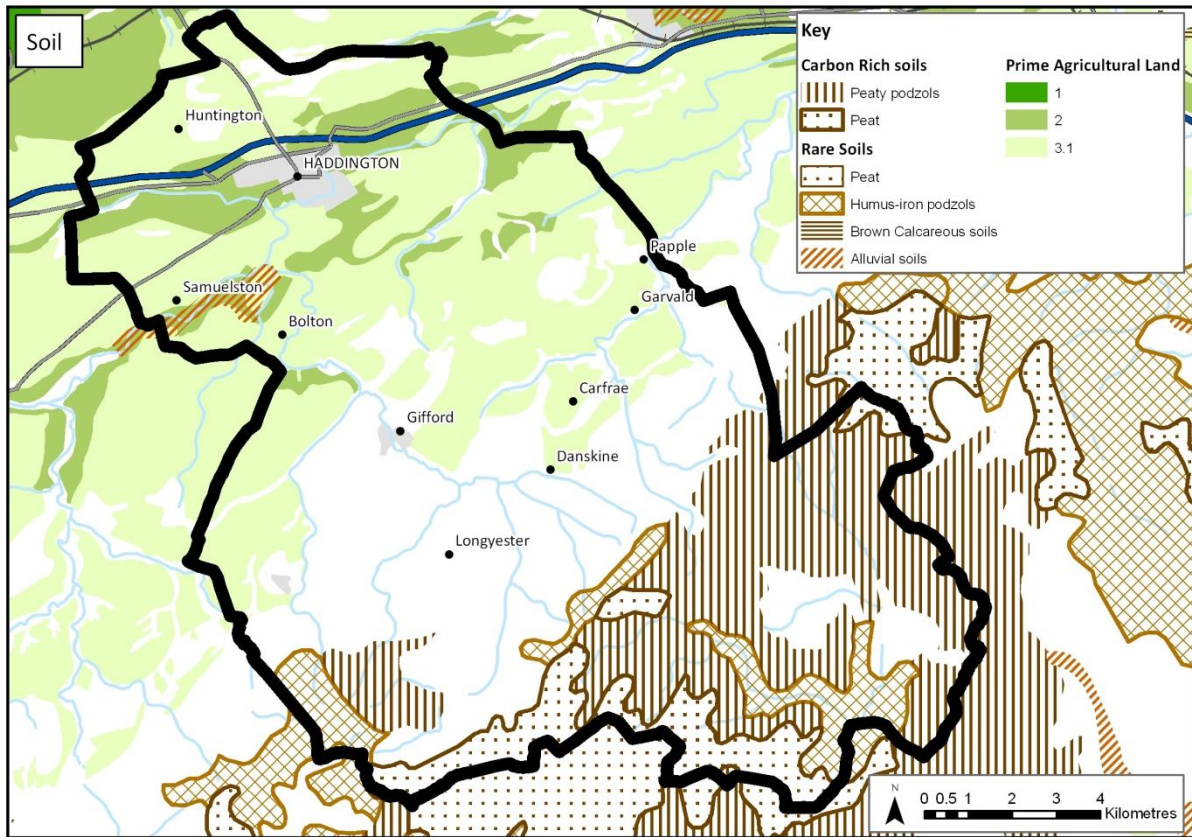 Soil
Key
Carbon Rich soils
Peaty podzols
Peat
Rare Soils
Peat
Humus-iron podzols
Brown Calcareous soils
Alluvial soils
Prime Agricultural Land
1
2
3.1
Huntington
HADDINGTON
Papple
Samuelston
Garvald
Bolton
Carfrae
Gifford
Danskine
Longyester
N
0 0.5 1 2 3 4
Kilometres